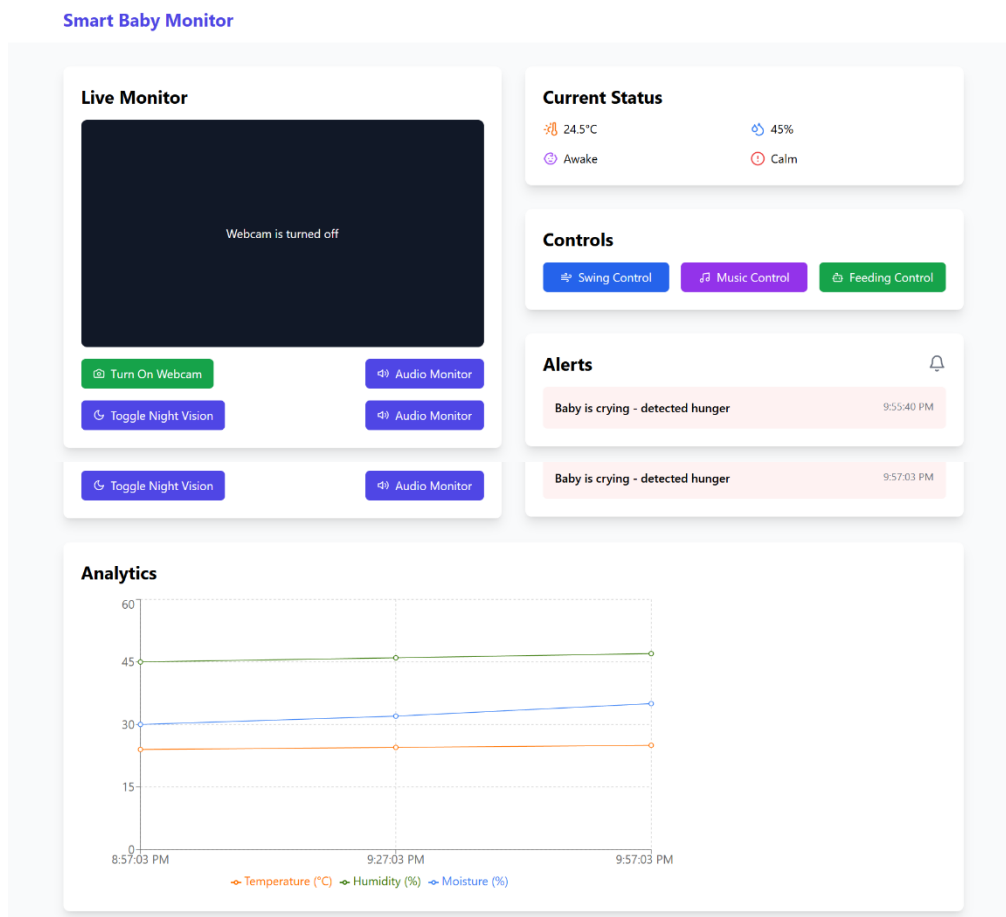 Smart Baby Monitor
Live Monitor
Webcam is turned off
Turn On Webcam
Audio Monitor
Toggle Night Vision
Audio Monitor
Toggle Night Vision
Audio Monitor
Current Status
24.5°C
45%
Awake
Calm
Controls
Swing Control
Music Control
Feeding Control
Alerts
Baby is crying - detected hunger
9:55:40 PM
Baby is crying - detected hunger
9:57:03 PM
Analytics
60
45
30
15
0
8:57:03 PM
9:27:03 PM
9:57:03 PM
Temperature (°C)
Humidity (%)
Moisture (%)